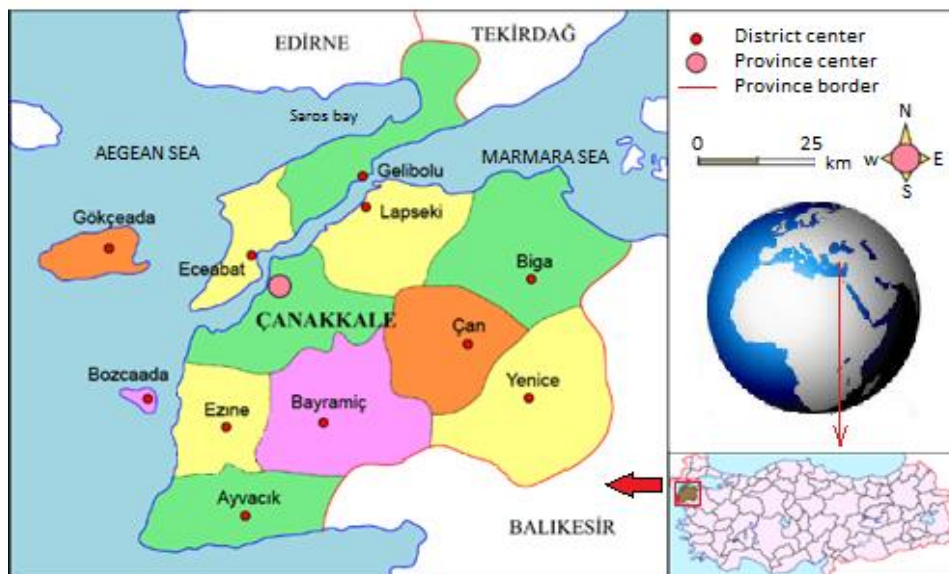 EDİRNE
TEKİRDAĞ
Saros bay
AEGEAN SEA
MARMARA SEA
Gelibolu
Lapseki
Gökçeada
Eceabat
Biga
ÇANAKKALE
Çan
Bozcaada
Ezıne
Bayramiç
Yenice
Ayvacık
BALIKESİR
District center
Province center
Province border
0 25
km
N
W E
S